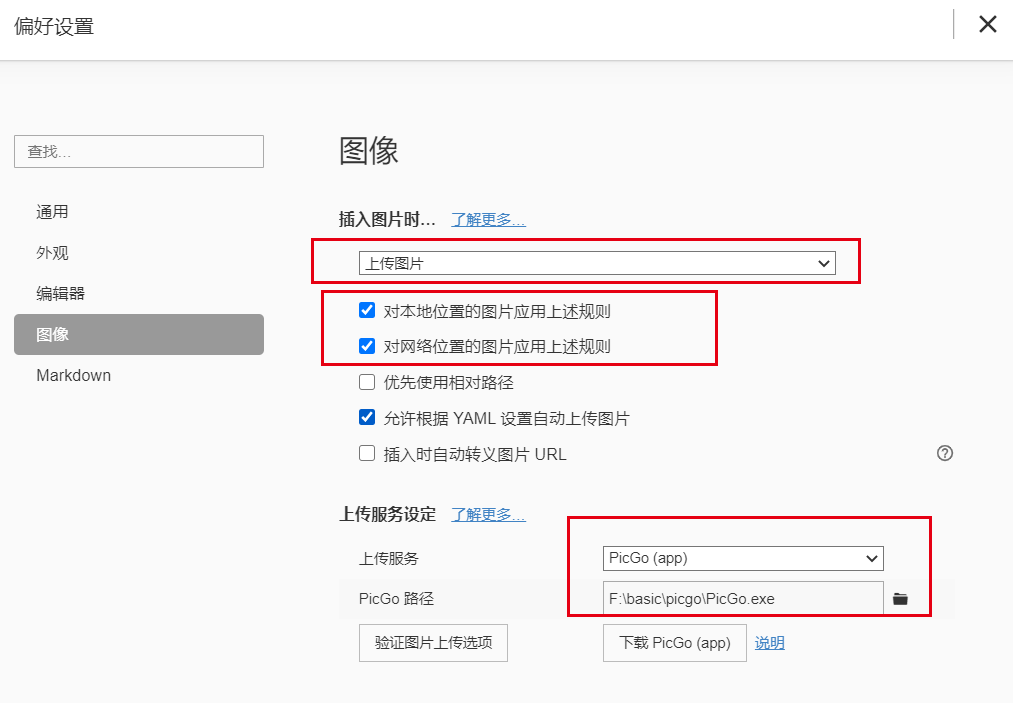 偏好设置
查找...
通用
外观
编辑器
图像
Markdown
图像
插入图片时... 了解更多...
上传图片
对本地位置的图片应用上述规则
对网络位置的图片应用上述规则
优先使用相对路径
允许根据 YAML 设置自动上传图片
插入时自动转义图片 URL
上传服务设定 了解更多...
上传服务 PicGo (app)
PicGo 路径 F:\basic\picgo\PicGo.exe
验证图片上传选项 下载 PicGo (app) 说明